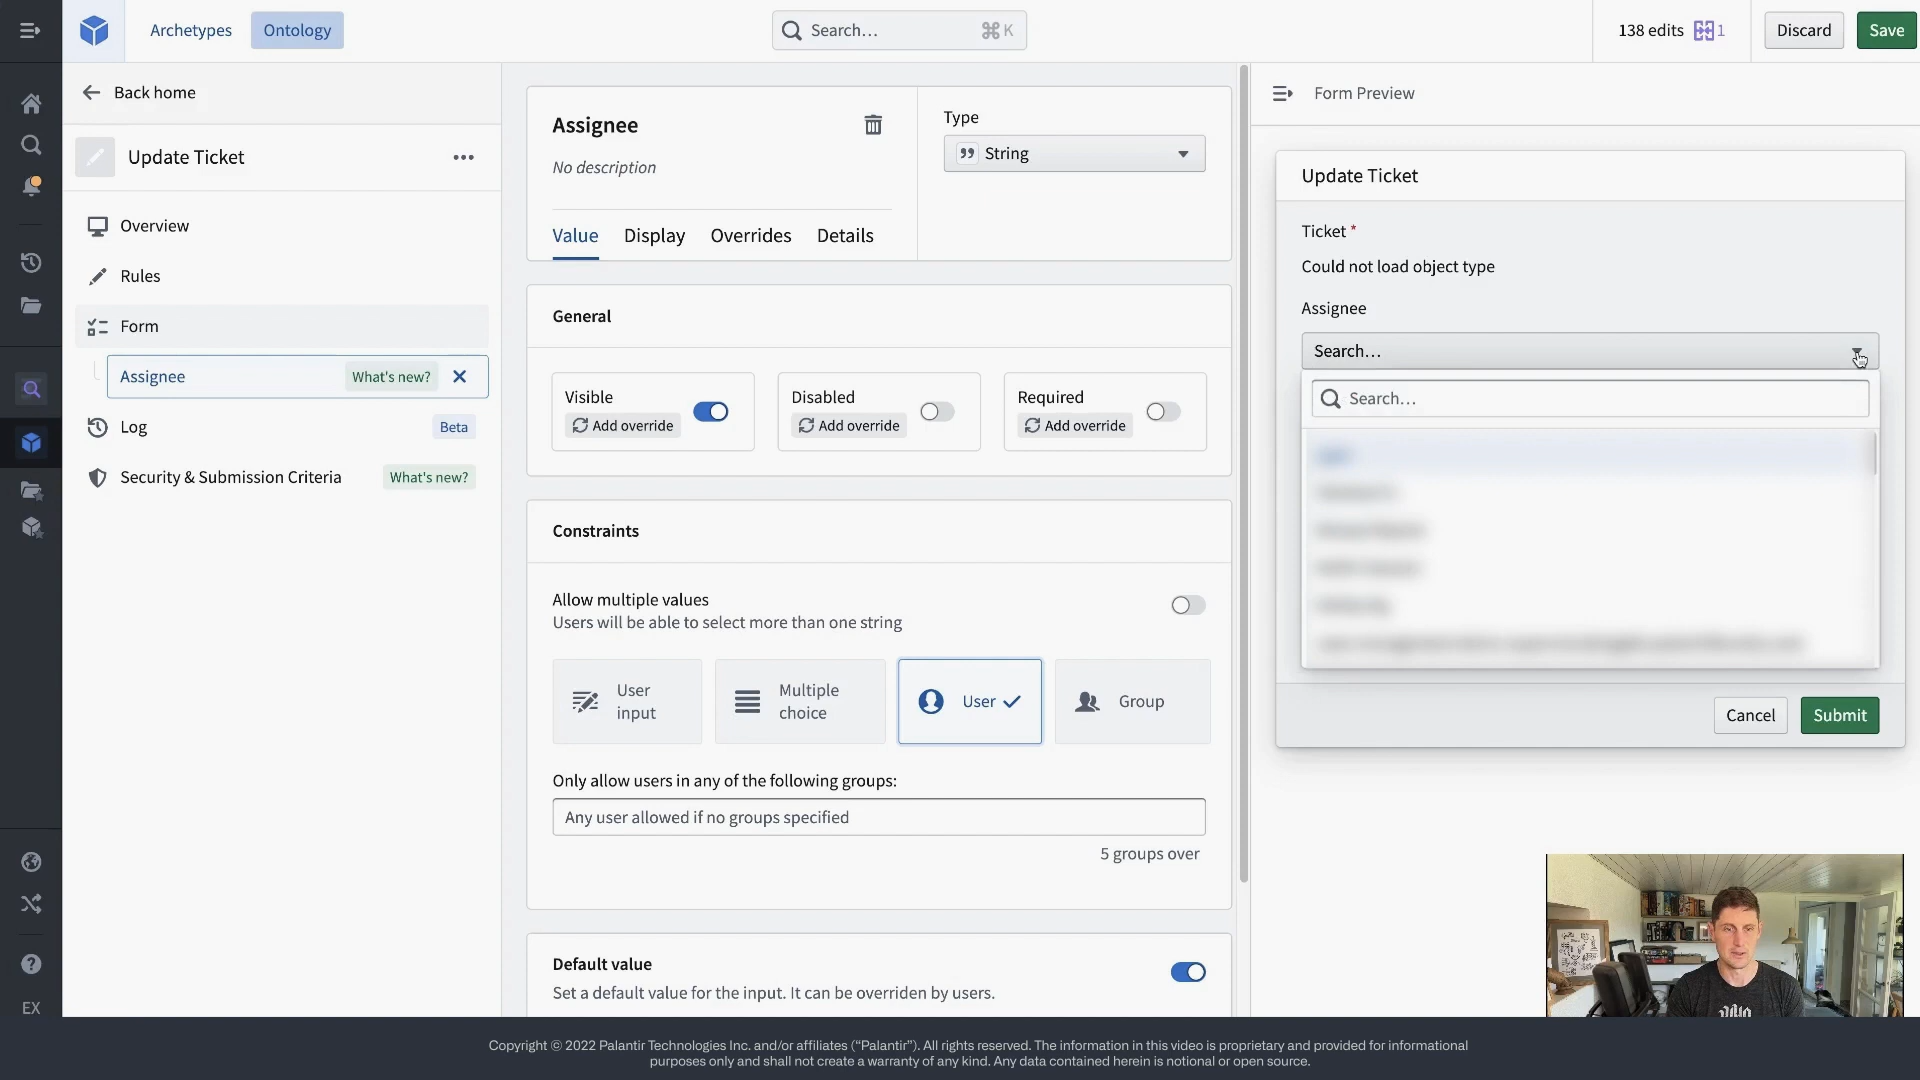 Archetypes
Ontology
Search...
⌘K
138 edits
1
Discard
Save
Back home
Update Ticket
Overview
Rules
Form
Assignee
What's new?
Log
Beta
Security & Submission Criteria
What's new?
EX
Assignee
No description
Value
Display
Overrides
Details
Type
String
General
Visible
Add override
Disabled
Add override
Required
Add override
Constraints
Allow multiple values
Users will be able to select more than one string
User
input
Multiple
choice
User
Group
Only allow users in any of the following groups:
Any user allowed if no groups specified
5 groups over
Default value
Set a default value for the input. It can be overriden by users.
Form Preview
Update Ticket
Ticket *
Could not load object type
Assignee
Search...
Search...
Cancel
Submit
Copyright © 2022 Palantir Technologies Inc. and/or affiliates (“Palantir”). All rights reserved. The information in this video is proprietary and provided for informational
purposes only and shall not create a warranty of any kind. Any data contained herein is notional or open source.